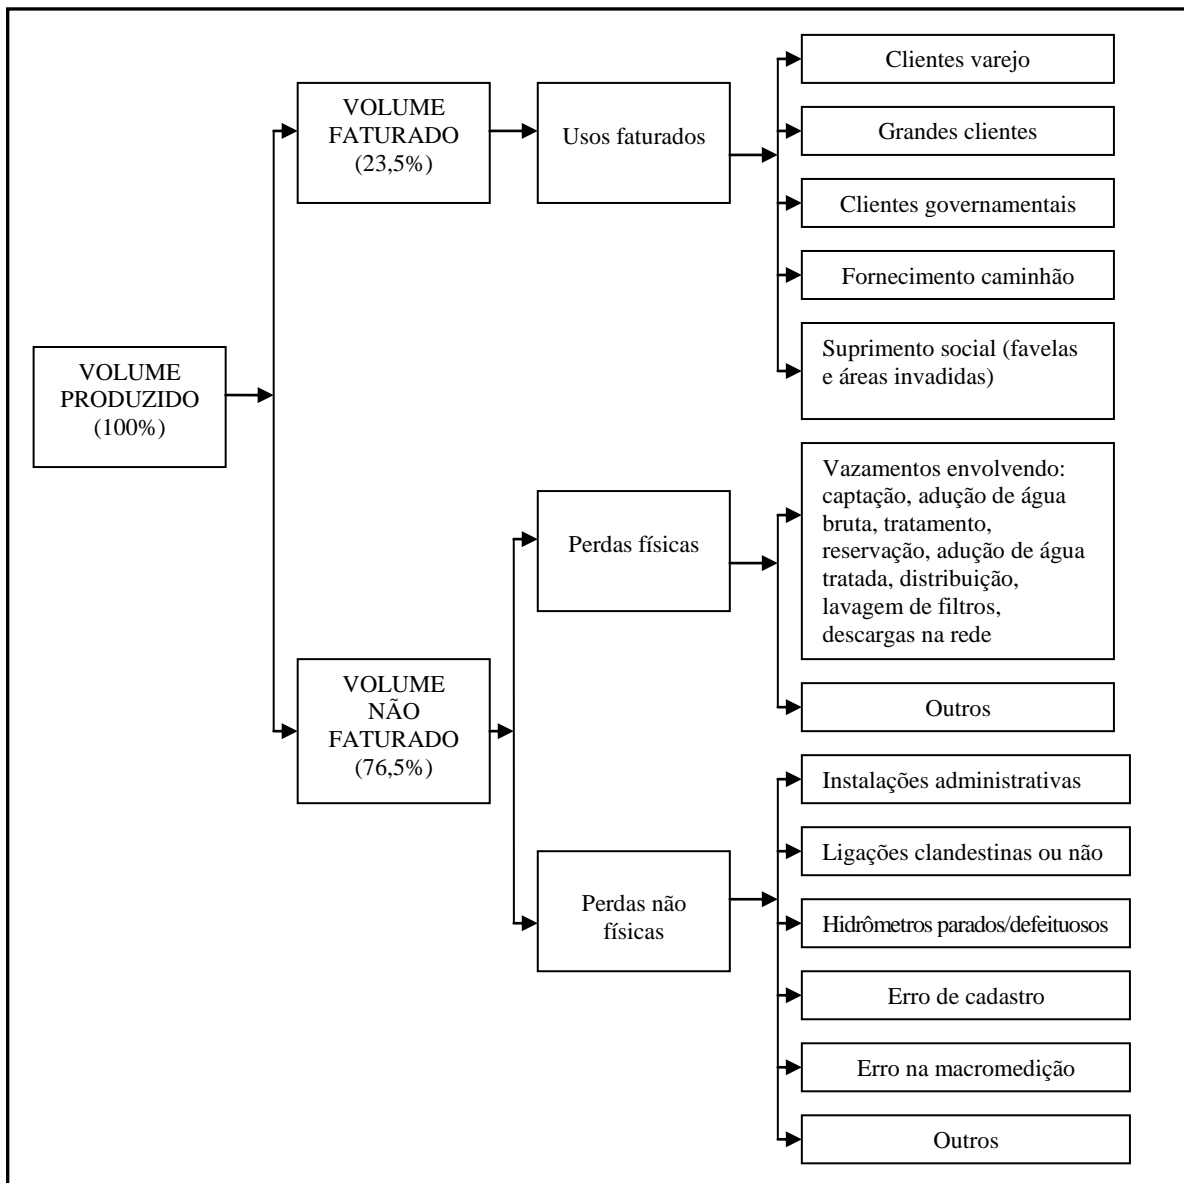 VOLUME
PRODUZIDO
(100%)
VOLUME
FATURADO
(23,5%)
Usos faturados
Clientes varejo
Grandes clientes
Clientes governamentais
Fornecimento caminhão
Suprimento social (favelas
e áreas invadidas)
VOLUME
NÃO
FATURADO
(76,5%)
Perdas físicas
Vazamentos envolvendo:
captação, adução de água
bruta, tratamento,
reservação, adução de água
tratada, distribuição,
lavagem de filtros,
descargas na rede
Outros
Perdas não
físicas
Instalações administrativas
Ligações clandestinas ou não
Hidrômetros parados/defeituosos
Erro de cadastro
Erro na macromedição
Outros